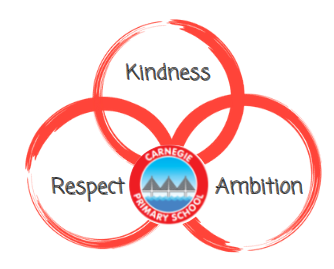 Kindness
Respect
Ambition
CARNEGIE
PRIMARY SCHOOL